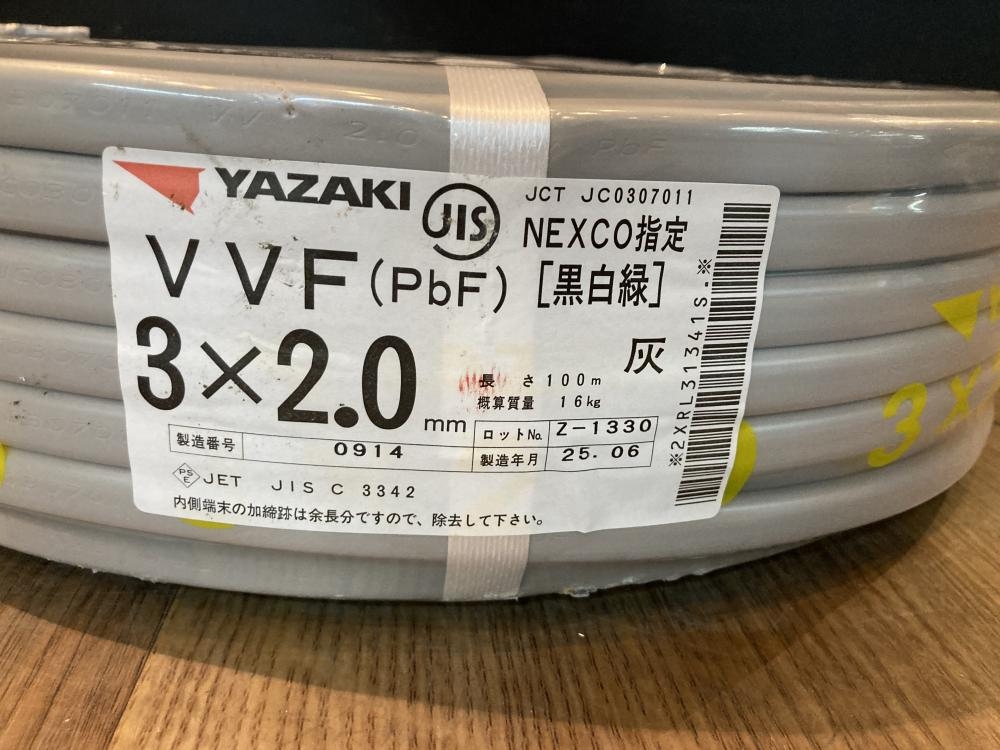 2.0 PbF
YAZAKI
JIS
JCT JC0307011
NEXCO指定
VVF(PbF) [黒白緑]
3×2.0mm
灰
長さ 100m
概算質量 16kg
製造番号 0914
ロットNo. Z-1330
製造年月 25.06
PSE JET JIS C 3342
内側端末の加締跡は余長分ですので、除去して下さい。
※2XRL31341S.※
3×